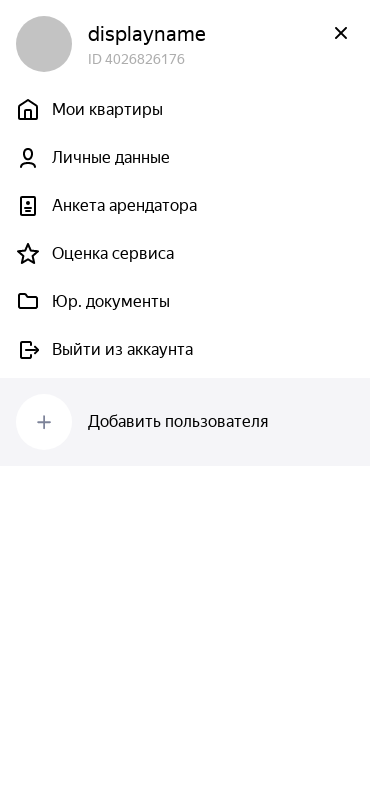 displayname
ID 4026826176
Мои квартиры
Личные данные
Анкета арендатора
Оценка сервиса
Юр. документы
Выйти из аккаунта
Добавить пользователя